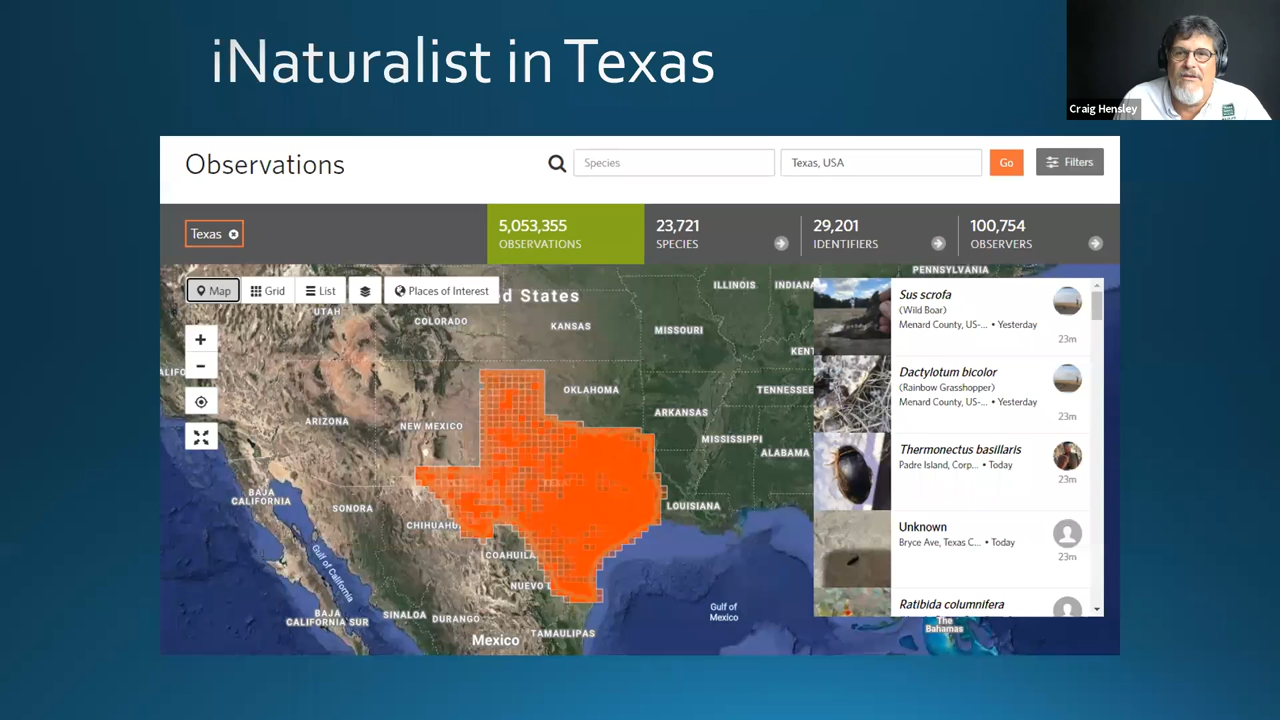 iNaturalist in Texas
Craig Hensley
Observations
Species
Texas, USA
Go
Filters
Texas
5,053,355
OBSERVATIONS
23,721
SPECIES
29,201
IDENTIFIERS
100,754
OBSERVERS
Map
Grid
List
Places of Interest
d States
UTAH
COLORADO
KANSAS
MISSOURI
ILLINOIS
INDIANA
PENNSYLVANIA
KENT
ARIZONA
NEW MEXICO
OKLAHOMA
ARKANSAS
TENNESSEE
MISSISSIPPI
ALABAMA
LOUISIANA
BAJA
CALIFORNIA
SONORA
CHIHUAHU
COAHUILA
NUEVO L
Gulf of California
BAJA
CALIFORNIA SUR
SINALOA
DURANGO
Mexico
TAMAULIPAS
Gulf of
Mexico
The
Bahamas
Sus scrofa
(Wild Boar)
Menard County, US-... • Yesterday
23m
Dactylotum bicolor
(Rainbow Grasshopper)
Menard County, US-... • Yesterday
23m
Thermonectus basillaris
Padre Island, Corp... • Today
23m
Unknown
Bryce Ave, Texas C... • Today
23m
Ratibida columnifera